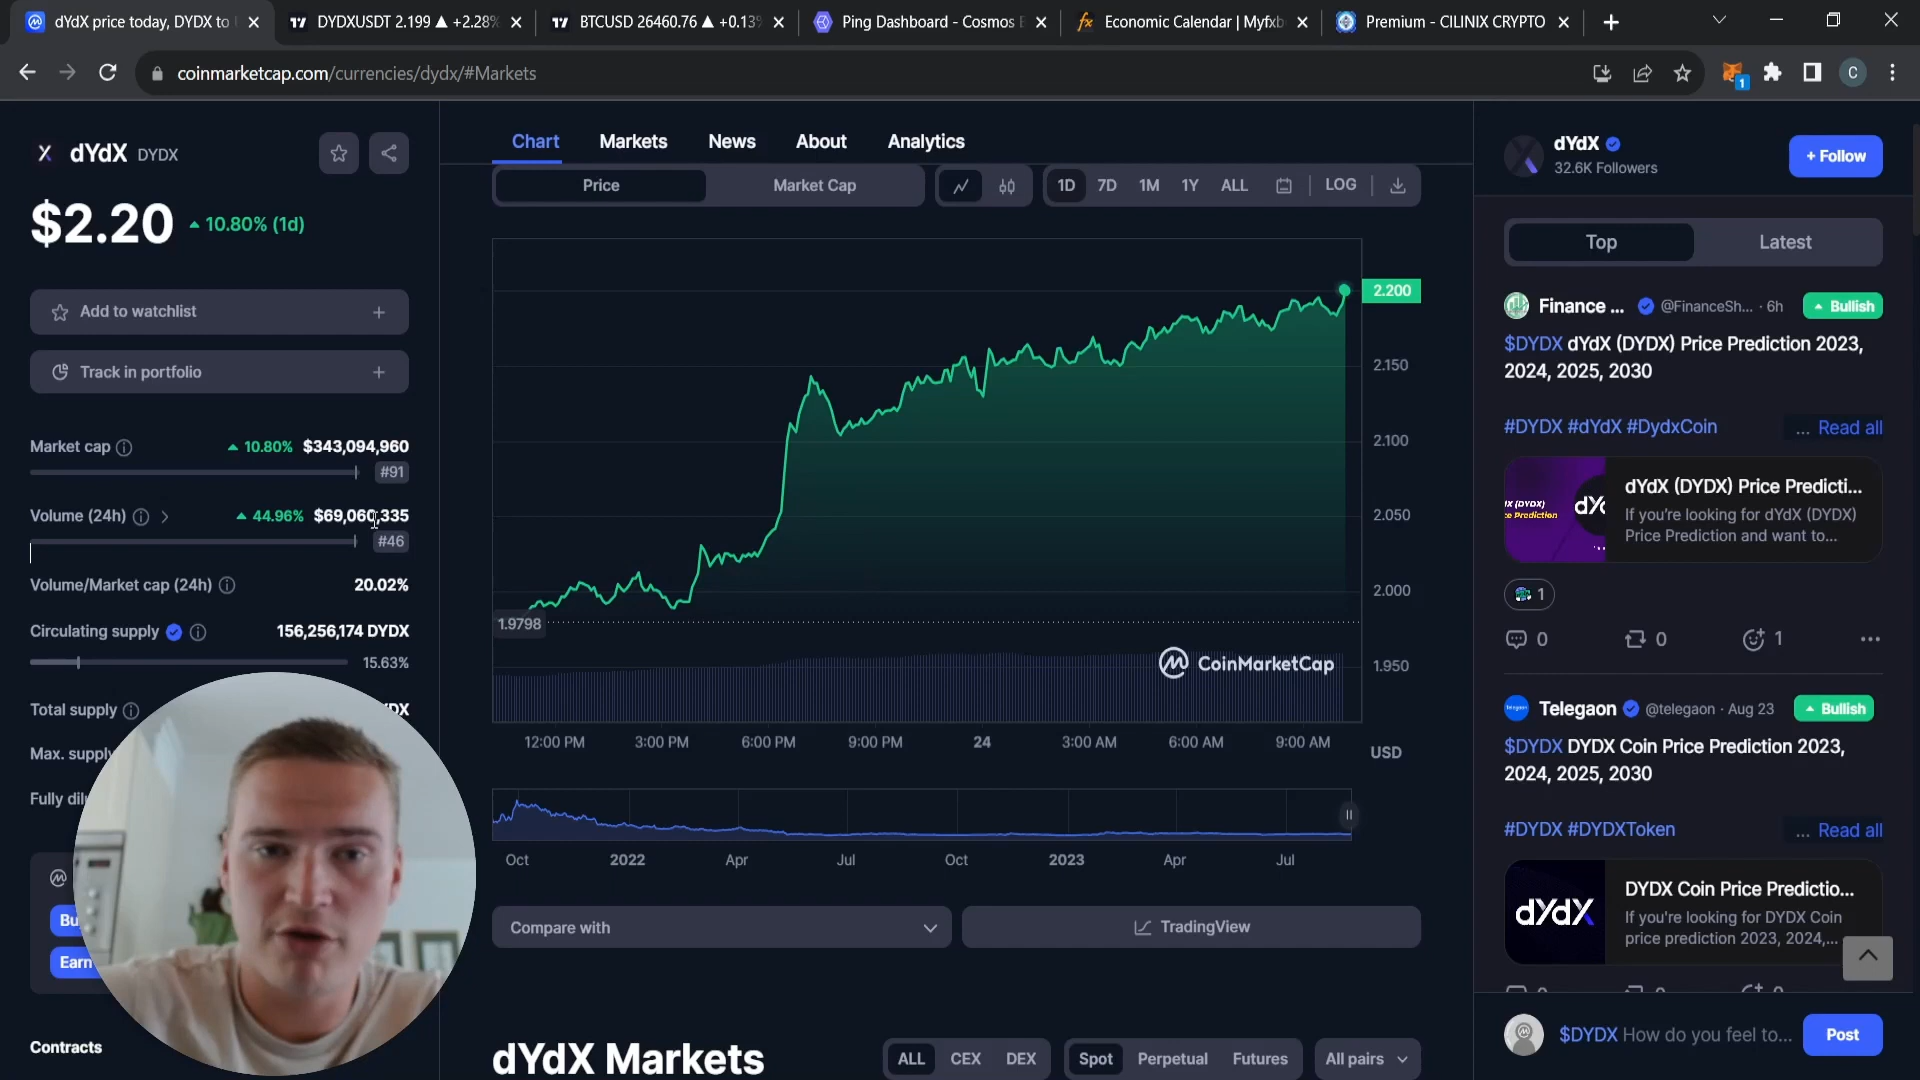 dYdX price today, DYDX to
DYDXUSDT 2.199 ▲ +2.28%
BTCUSD 26460.76 ▲ +0.13%
Ping Dashboard - Cosmos
Economic Calendar | Myfxb
Premium - CILINIX CRYPTO
coinmarketcap.com/currencies/dydx/#Markets
1
C
dYdX DYDX
$2.20 10.80% (1d)
Add to watchlist
Track in portfolio
Market cap 10.80% $343,094,960
#91
Volume (24h) 44.96% $69,060,335
#46
Volume/Market cap (24h) 20.02%
Circulating supply 156,256,174 DYDX
15.63%
Total supply
Max. supply
Bu
Earn
Contracts
Chart Markets News About Analytics
Price Market Cap
1D 7D 1M 1Y ALL LOG
2.200
2.150
2.100
2.050
2.000
1.950
1.9798
CoinMarketCap
12:00 PM 3:00 PM 6:00 PM 9:00 PM 24 3:00 AM 6:00 AM 9:00 AM USD
Oct 2022 Apr Jul Oct 2023 Apr Jul
Compare with
TradingView
dYdX Markets
ALL CEX DEX
Spot Perpetual Futures
All pairs
dYdX
32.6K Followers
+ Follow
Top Latest
Finance ... @FinanceSh... · 6h Bullish
$DYDX dYdX (DYDX) Price Prediction 2023,
2024, 2025, 2030
#DYDX #dYdX #DydxCoin ... Read all
dYdX (DYDX) Price Predicti...
If you're looking for dYdX (DYDX)
Price Prediction and want to...
1
0 0 1
Telegaon @telegaon · Aug 23 Bullish
$DYDX DYDX Coin Price Prediction 2023,
2024, 2025, 2030
#DYDX #DYDXToken ... Read all
dYdX
DYDX Coin Price Predictio...
If you're looking for DYDX Coin
price prediction 2023, 2024,...
$DYDX How do you feel to...
Post